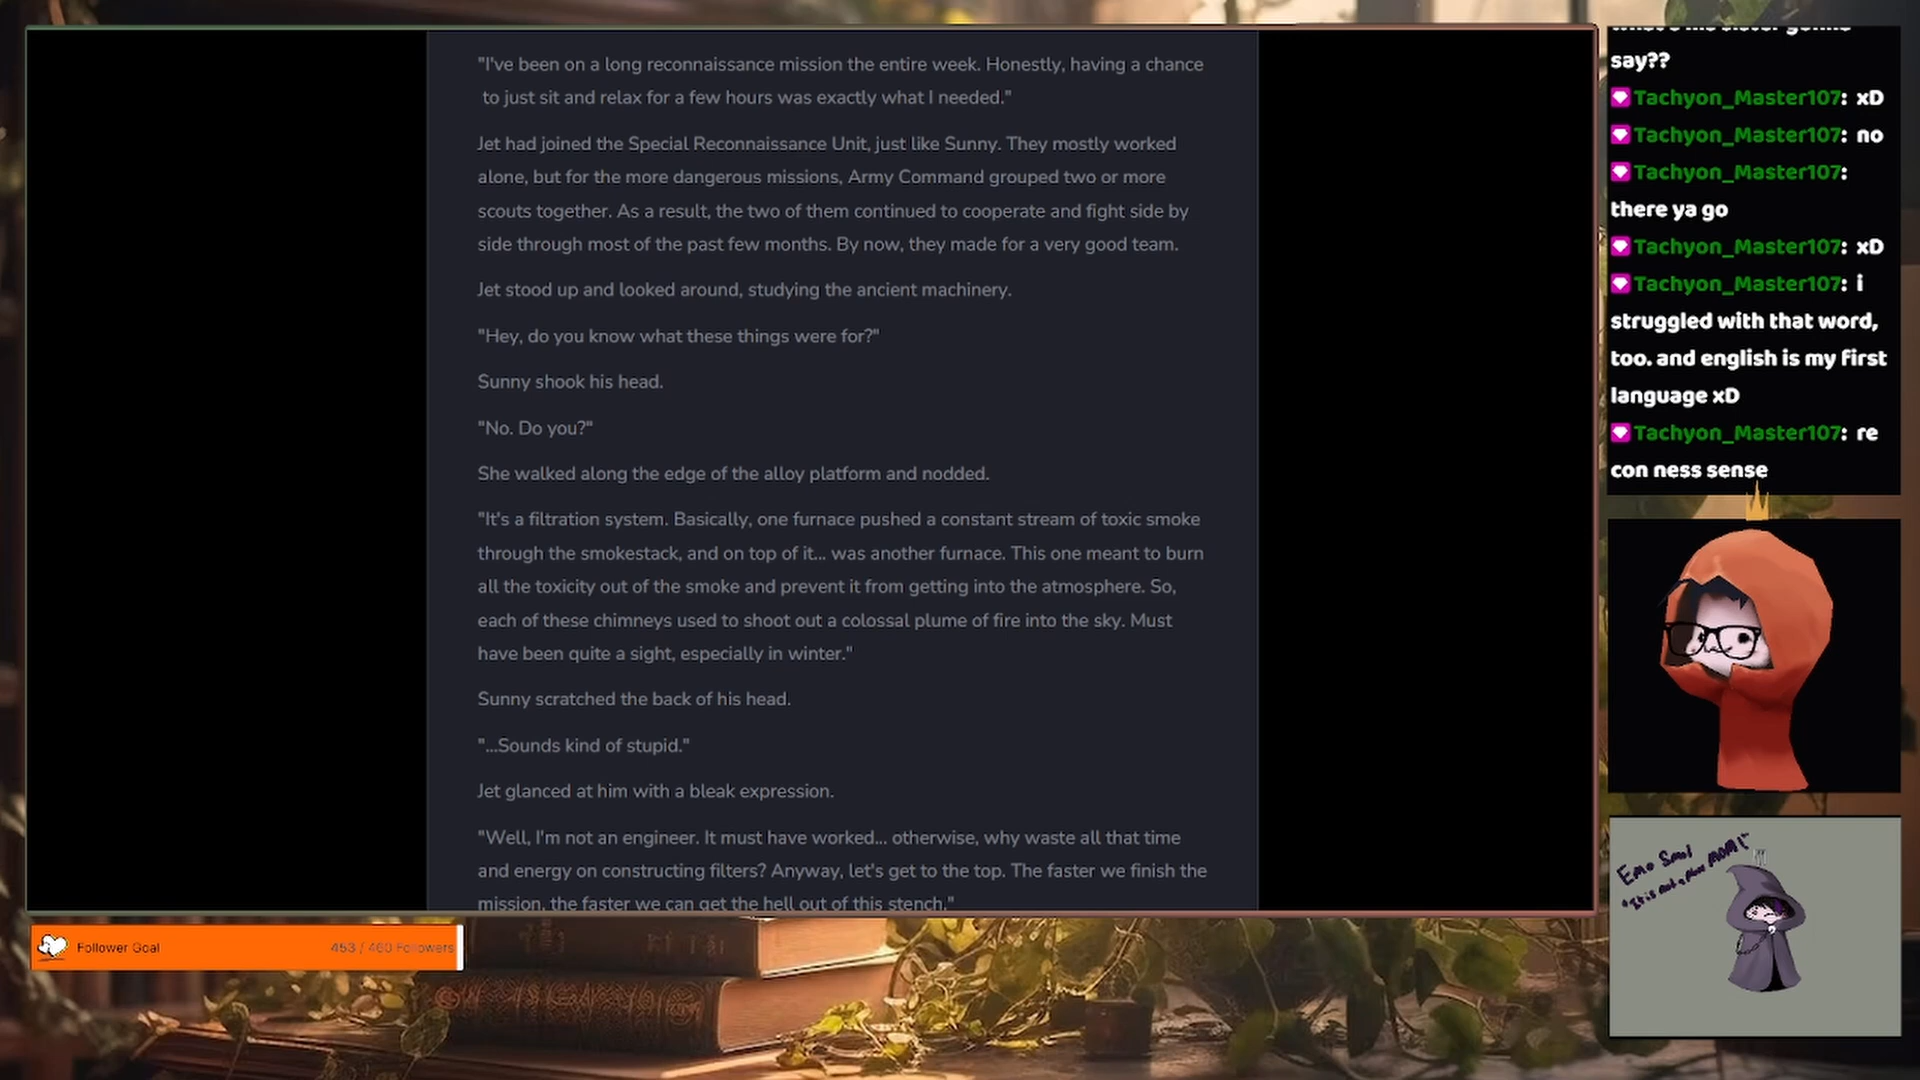 "I've been on a long reconnaissance mission the entire week. Honestly, having a chance
to just sit and relax for a few hours was exactly what I needed."
Jet had joined the Special Reconnaissance Unit, just like Sunny. They mostly worked
alone, but for the more dangerous missions, Army Command grouped two or more
scouts together. As a result, the two of them continued to cooperate and fight side by
side through most of the past few months. By now, they made for a very good team.
Jet stood up and looked around, studying the ancient machinery.
"Hey, do you know what these things were for?"
Sunny shook his head.
"No. Do you?"
She walked along the edge of the alloy platform and nodded.
"It's a filtration system. Basically, one furnace pushed a constant stream of toxic smoke
through the smokestack, and on top of it... was another furnace. This one meant to burn
all the toxicity out of the smoke and prevent it from getting into the atmosphere. So,
each of these chimneys used to shoot out a colossal plume of fire into the sky. Must
have been quite a sight, especially in winter."
Sunny scratched the back of his head.
"...Sounds kind of stupid."
Jet glanced at him with a bleak expression.
"Well, I'm not an engineer. It must have worked... otherwise, why waste all that time
and energy on constructing filters? Anyway, let's get to the top. The faster we finish the
mission, the faster we can get the hell out of this stench."
Follower Goal
453 / 460 Followers
say??
Tachyon_Master107: xD
Tachyon_Master107: no
Tachyon_Master107:
there ya go
Tachyon_Master107: xD
Tachyon_Master107: i
struggled with that word,
too. and english is my first
language xD
Tachyon_Master107: re
con ness sense
Emo Smol
"It is not a phase MOM!"